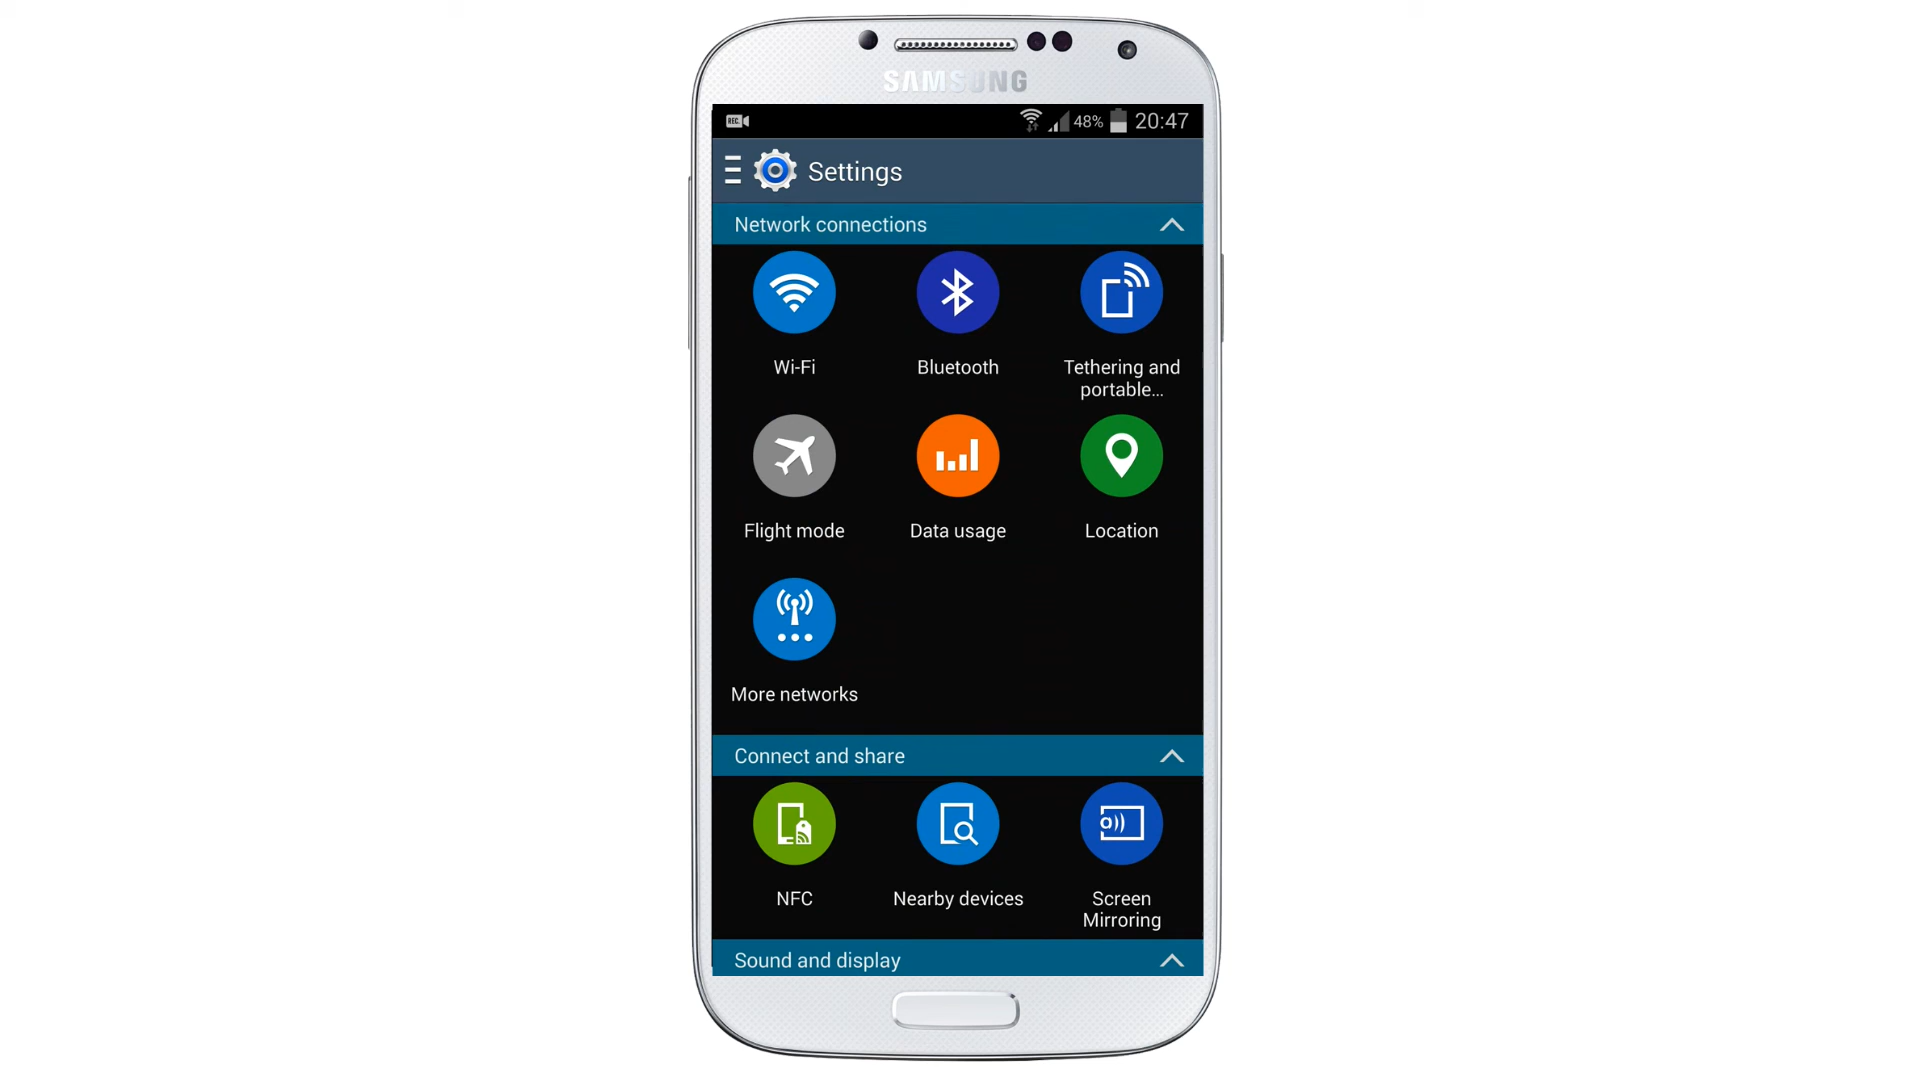 SAMSUNG
REC 48% 20:47
Settings
Network connections
Wi-Fi
Bluetooth
Tethering and
portable...
Flight mode
Data usage
Location
More networks
Connect and share
NFC
Nearby devices
Screen
Mirroring
Sound and display